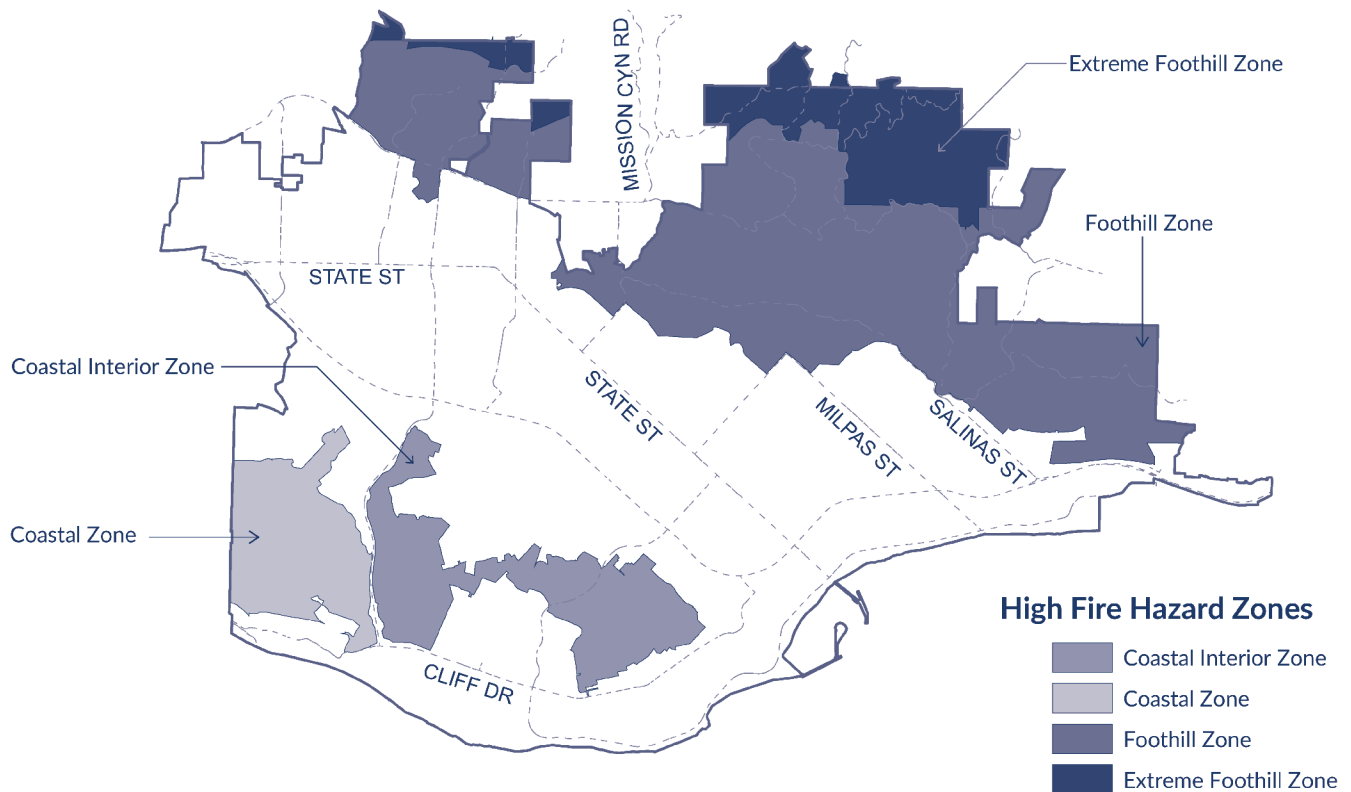 MISSION CYN RD
Extreme Foothill Zone
Foothill Zone
STATE ST
Coastal Interior Zone
STATE ST
MILPAS ST
SALINAS ST
Coastal Zone
CLIFF DR
High Fire Hazard Zones
Coastal Interior Zone
Coastal Zone
Foothill Zone
Extreme Foothill Zone